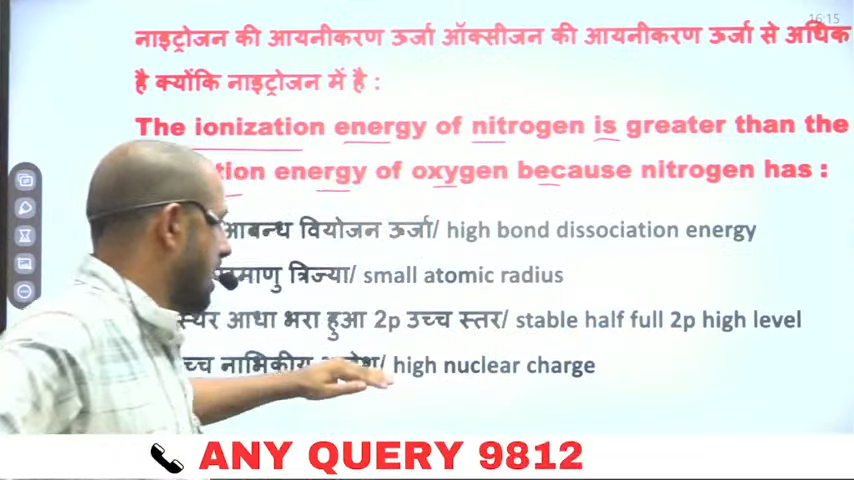 16:15
नाइट्रोजन की आयनीकरण ऊर्जा ऑक्सीजन की आयनीकरण ऊर्जा से अधिक
है क्योंकि नाइट्रोजन में है :
The ionization energy of nitrogen is greater than the
tion energy of oxygen because nitrogen has :
आबन्ध वियोजन ऊर्जा/ high bond dissociation energy
त्रिज्या/ small atomic radius
आधा भरा हुआ 2p उच्च स्तर/ stable half full 2p high level
नाभिकीय / high nuclear charge
ANY QUERY 9812